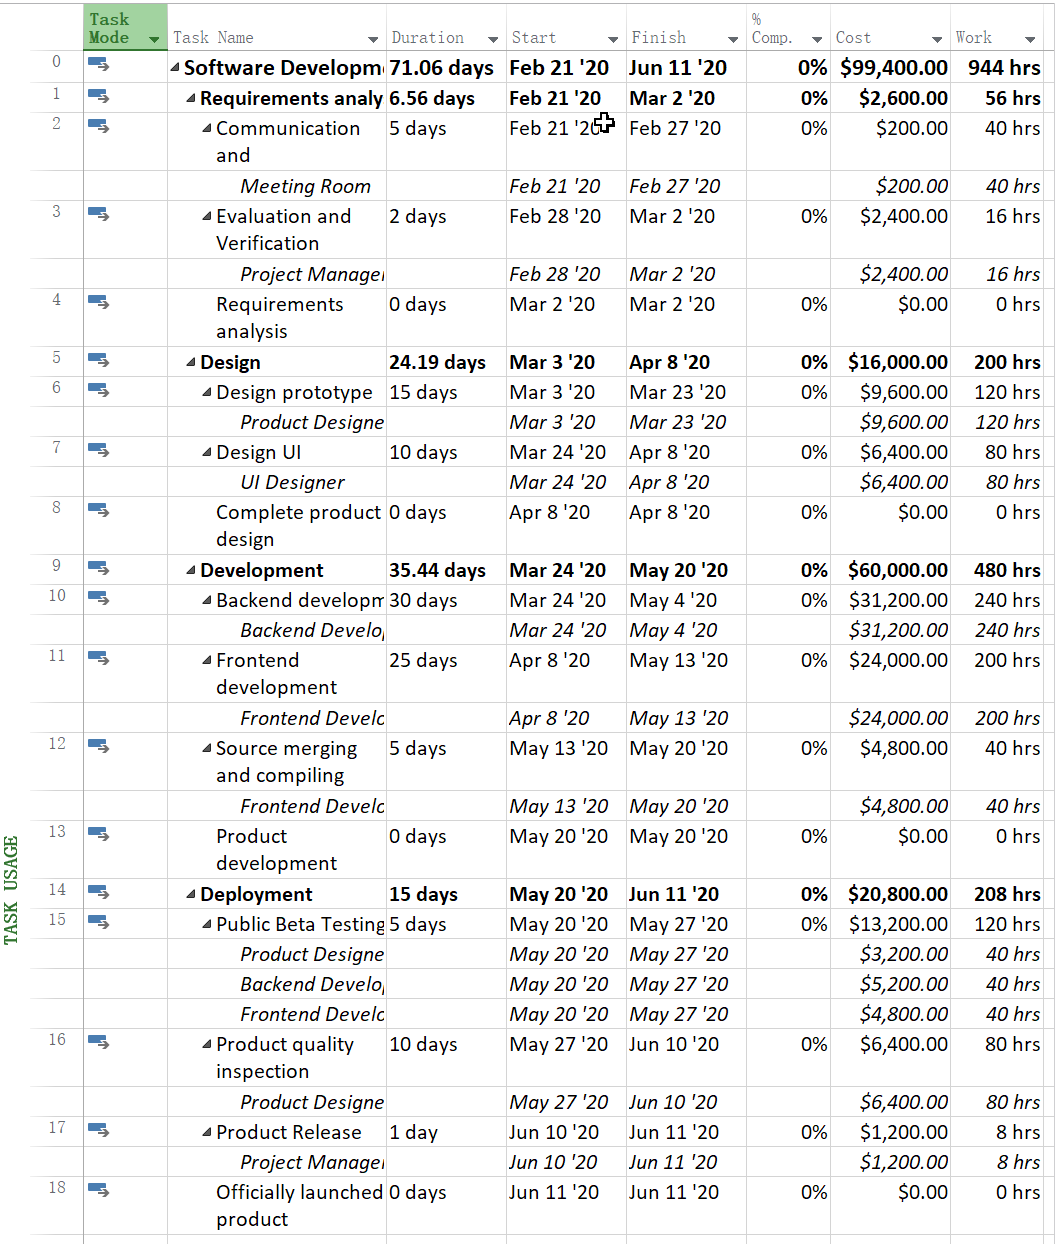 Task Mode Task Name Duration Start Finish % Comp. Cost Work
0 Software Developm 71.06 days Feb 21 '20 Jun 11 '20 0% $99,400.00 944 hrs
1 Requirements analy 6.56 days Feb 21 '20 Mar 2 '20 0% $2,600.00 56 hrs
2 Communication 5 days Feb 21 '20 Feb 27 '20 0% $200.00 40 hrs
and
Meeting Room Feb 21 '20 Feb 27 '20 $200.00 40 hrs
3 Evaluation and 2 days Feb 28 '20 Mar 2 '20 0% $2,400.00 16 hrs
Verification
Project Manager Feb 28 '20 Mar 2 '20 $2,400.00 16 hrs
4 Requirements 0 days Mar 2 '20 Mar 2 '20 0% $0.00 0 hrs
analysis
5 Design 24.19 days Mar 3 '20 Apr 8 '20 0% $16,000.00 200 hrs
6 Design prototype 15 days Mar 3 '20 Mar 23 '20 0% $9,600.00 120 hrs
Product Designe Mar 3 '20 Mar 23 '20 $9,600.00 120 hrs
7 Design UI 10 days Mar 24 '20 Apr 8 '20 0% $6,400.00 80 hrs
UI Designer Mar 24 '20 Apr 8 '20 $6,400.00 80 hrs
8 Complete product 0 days Apr 8 '20 Apr 8 '20 0% $0.00 0 hrs
design
9 Development 35.44 days Mar 24 '20 May 20 '20 0% $60,000.00 480 hrs
10 Backend developm 30 days Mar 24 '20 May 4 '20 0% $31,200.00 240 hrs
Backend Develo Mar 24 '20 May 4 '20 $31,200.00 240 hrs
11 Frontend 25 days Apr 8 '20 May 13 '20 0% $24,000.00 200 hrs
development
Frontend Develo Apr 8 '20 May 13 '20 $24,000.00 200 hrs
12 Source merging 5 days May 13 '20 May 20 '20 0% $4,800.00 40 hrs
and compiling
Frontend Develo May 13 '20 May 20 '20 $4,800.00 40 hrs
13 Product 0 days May 20 '20 May 20 '20 0% $0.00 0 hrs
development
14 Deployment 15 days May 20 '20 Jun 11 '20 0% $20,800.00 208 hrs
15 Public Beta Testing 5 days May 20 '20 May 27 '20 0% $13,200.00 120 hrs
Product Designe May 20 '20 May 27 '20 $3,200.00 40 hrs
Backend Develo May 20 '20 May 27 '20 $5,200.00 40 hrs
Frontend Develo May 20 '20 May 27 '20 $4,800.00 40 hrs
16 Product quality 10 days May 27 '20 Jun 10 '20 0% $6,400.00 80 hrs
inspection
Product Designe May 27 '20 Jun 10 '20 $6,400.00 80 hrs
17 Product Release 1 day Jun 10 '20 Jun 11 '20 0% $1,200.00 8 hrs
Project Manager Jun 10 '20 Jun 11 '20 $1,200.00 8 hrs
18 Officially launched 0 days Jun 11 '20 Jun 11 '20 0% $0.00 0 hrs
product
TASK USAGE